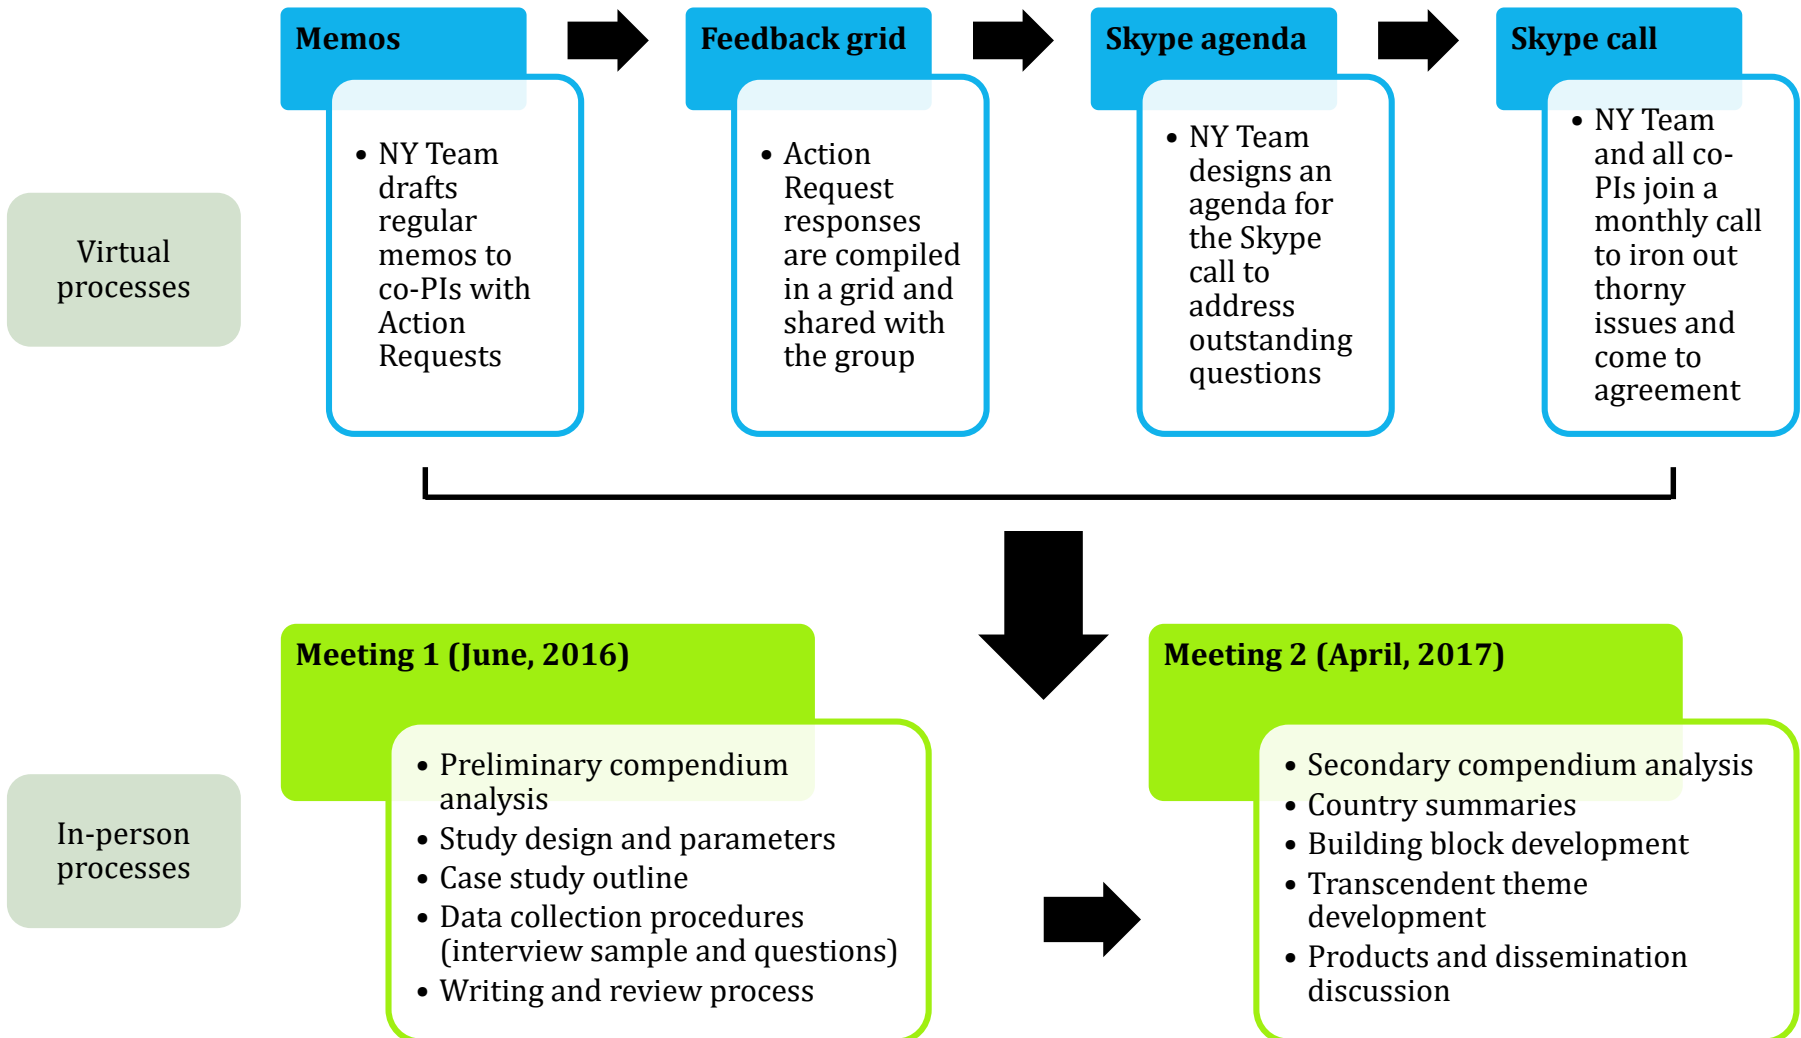 Memos
Feedback grid
Skype agenda
Skype call
Virtual
processes
• NY Team
drafts
regular
memos to
co-PIs with
Action
Requests
• Action
Request
responses
are compiled
in a grid and
shared with
the group
• NY Team
designs an
agenda for
the Skype
call to
address
outstanding
questions
• NY Team
and all co-
PIs join a
monthly call
to iron out
thorny
issues and
come to
agreement
In-person
processes
Meeting 1 (June, 2016)
• Preliminary compendium
analysis
• Study design and parameters
• Case study outline
• Data collection procedures
(interview sample and questions)
• Writing and review process
Meeting 2 (April, 2017)
• Secondary compendium analysis
• Country summaries
• Building block development
• Transcendent theme
development
• Products and dissemination
discussion